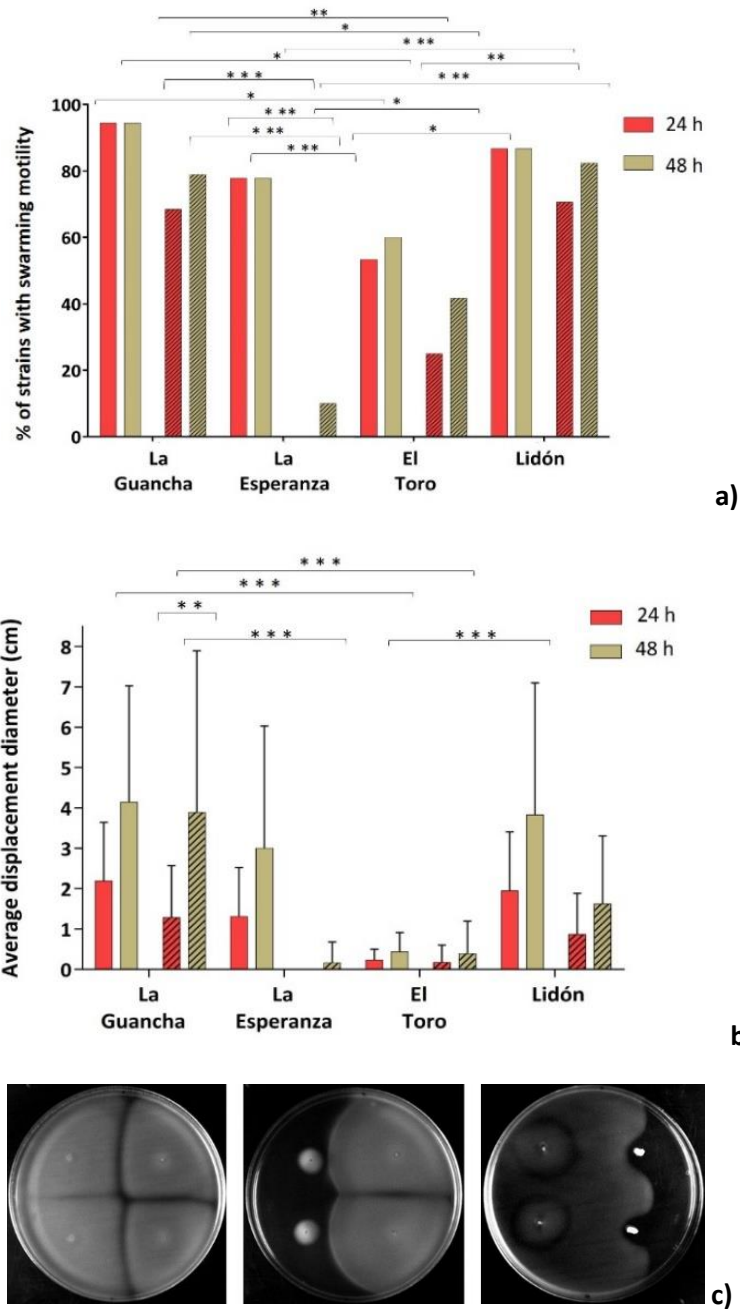 **
*
* **
*
**
* * *
* **
*
*
* **
* **
*
* **
100
80
60
40
20
0
% of strains with swarming motility
24 h
48 h
La
Guancha
La
Esperanza
El
Toro
Lidón
a)
* * *
* * *
* *
* * *
* * *
8
7
6
5
4
3
2
1
0
Average displacement diameter (cm)
24 h
48 h
La
Guancha
La
Esperanza
El
Toro
Lidón
b
c)